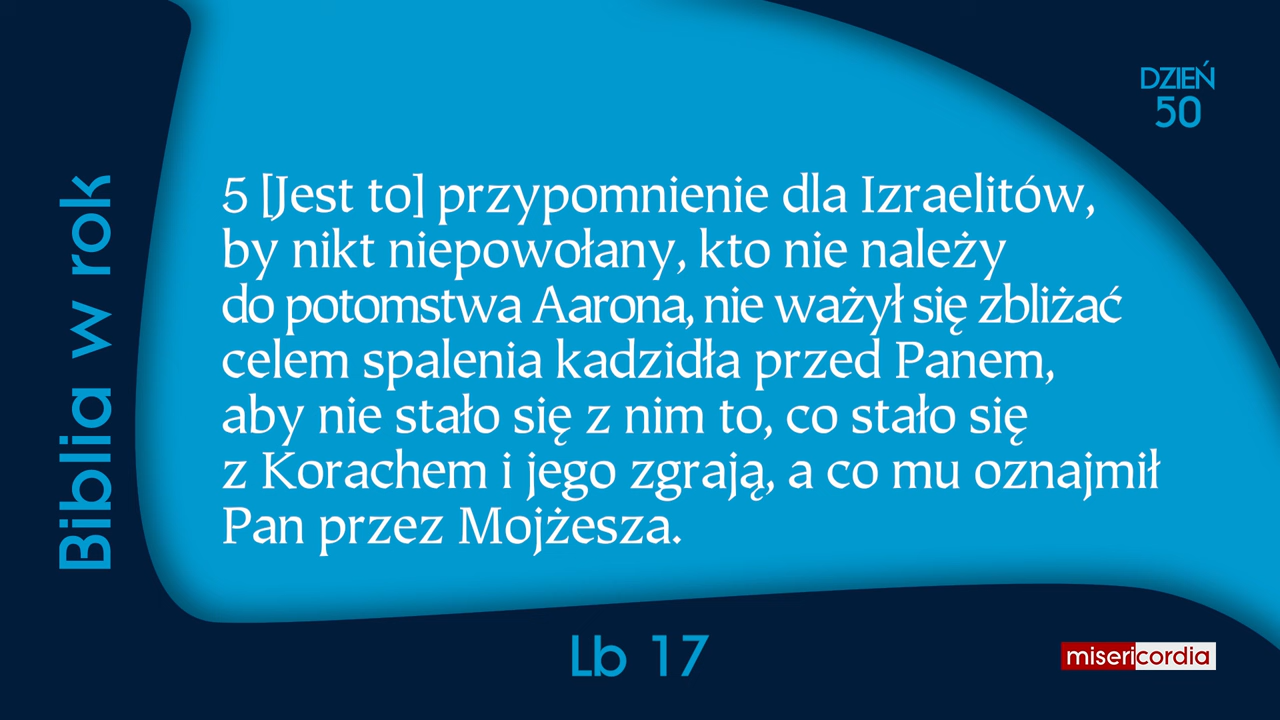 DZIEŃ
50
Biblia w rok
5 [Jest to] przypomnienie dla Izraelitów,
by nikt niepowołany, kto nie należy
do potomstwa Aarona, nie ważył się zbliżać
celem spalenia kadzidła przed Panem,
aby nie stało się z nim to, co stało się
z Korachem i jego zgrają, a co mu oznajmił
Pan przez Mojżesza.
Lb 17
misericordia